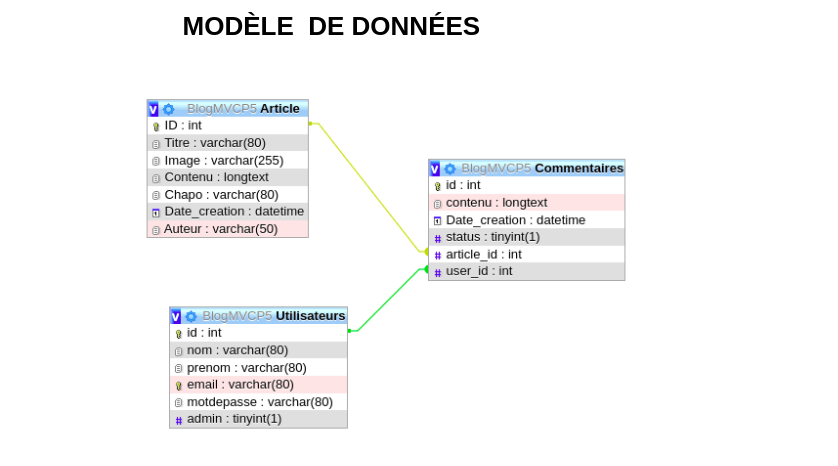 MODÈLE DE DONNÉES
V BlogMVCP5 Article
ID : int
Titre : varchar(80)
Image : varchar(255)
Contenu : longtext
Chapo : varchar(80)
Date_creation : datetime
Auteur : varchar(50)
V BlogMVCP5 Commentaires
id : int
contenu : longtext
Date_creation : datetime
# status : tinyint(1)
# article_id : int
# user_id : int
V BlogMVCP5 Utilisateurs
id : int
nom : varchar(80)
prenom : varchar(80)
email : varchar(80)
motdepasse : varchar(80)
# admin : tinyint(1)